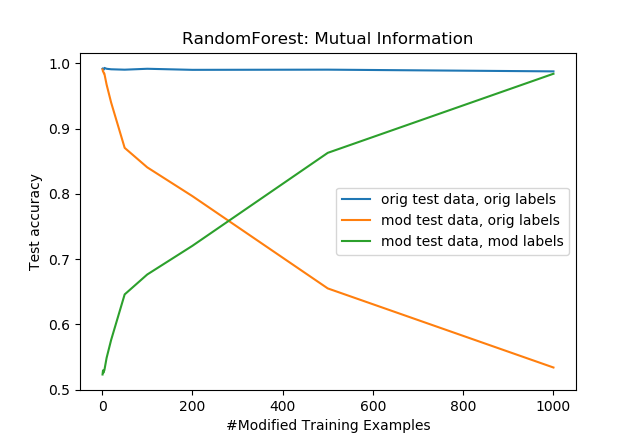 RandomForest: Mutual Information
1.0
0.9
0.8
0.7
0.6
0.5
Test accuracy
orig test data, orig labels
mod test data, orig labels
mod test data, mod labels
0 200 400 600 800 1000
#Modified Training Examples